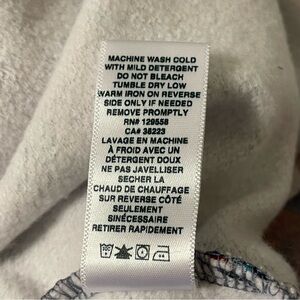 MACHINE WASH COLD
WITH MILD DETERGENT
DO NOT BLEACH
TUMBLE DRY LOW
WARM IRON ON REVERSE
SIDE ONLY IF NEEDED
REMOVE PROMPTLY
RN# 129558
CA# 38223
LAVAGE EN MACHINE
À FROID AVEC UN
DÉTERGENT DOUX
NE PAS JAVELLISER
SECHER LA
CHAUD DE CHAUFFAGE
SUR REVERSE CÔTÉ
SEULEMENT
SINÉCESSAIRE
RETIRER RAPIDEMENT